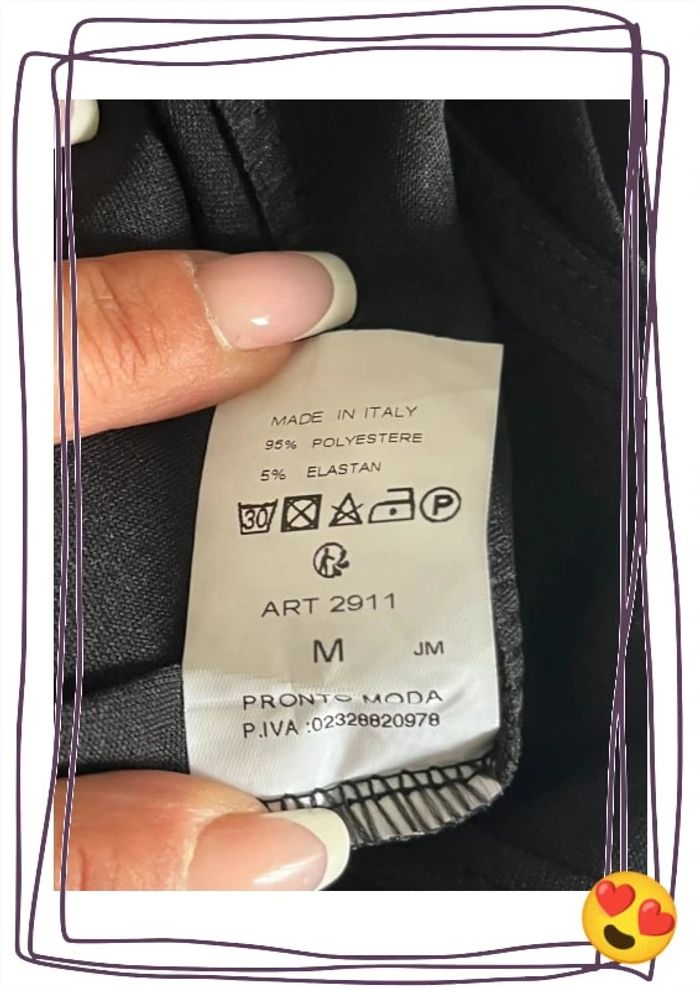 MADE IN ITALY
95% POLYESTERE
5% ELASTAN
30 P
ART 2911
M JM
PRONTO MODA
P.IVA :02328820978